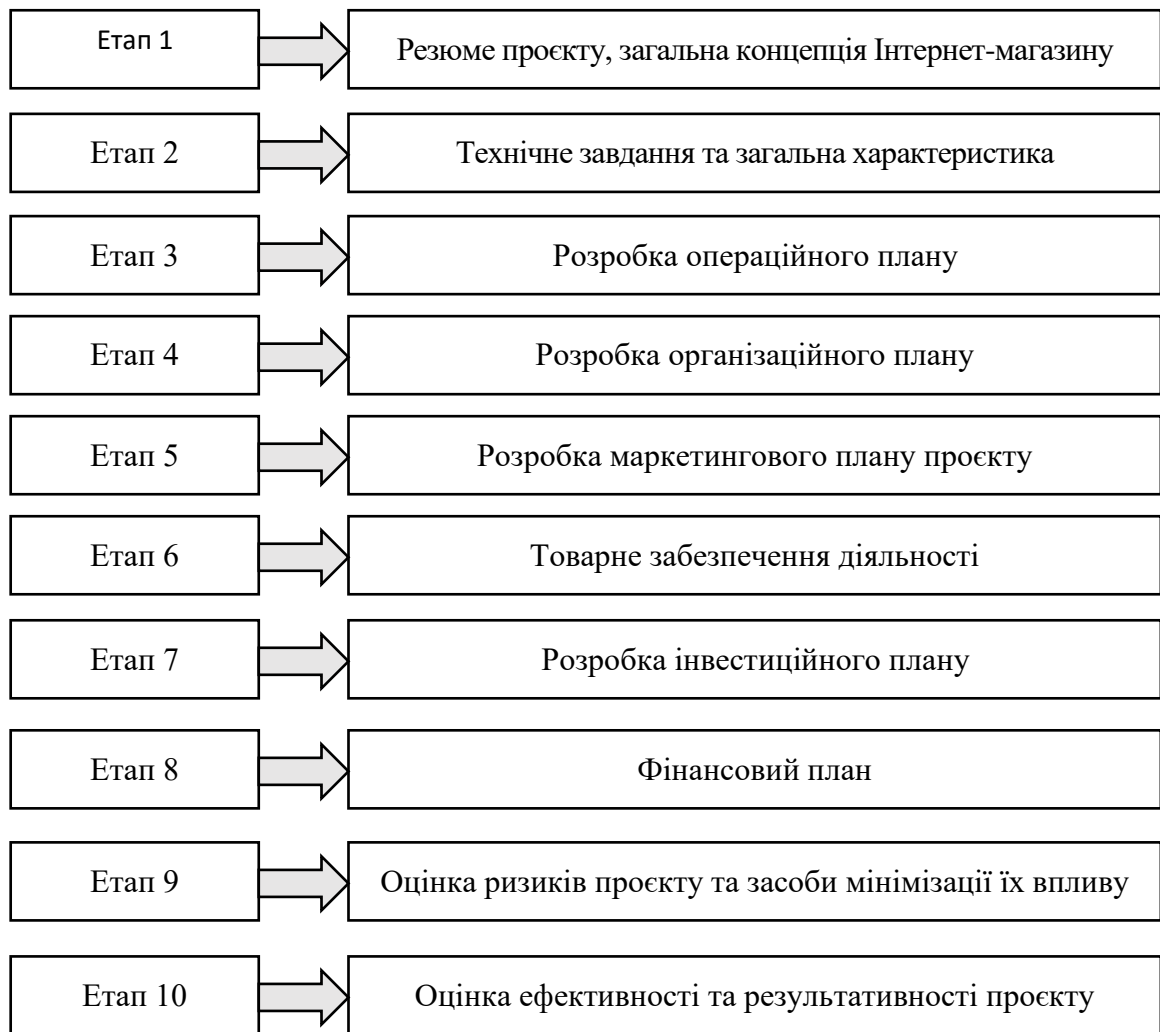 Етап 1
Резюме проєкту, загальна концепція Інтернет-магазину
Етап 2
Технічне завдання та загальна характеристика
Етап 3
Розробка операційного плану
Етап 4
Розробка організаційного плану
Етап 5
Розробка маркетингового плану проєкту
Етап 6
Товарне забезпечення діяльності
Етап 7
Розробка інвестиційного плану
Етап 8
Фінансовий план
Етап 9
Оцінка ризиків проєкту та засоби мінімізації їх впливу
Етап 10
Оцінка ефективності та результативності проєкту